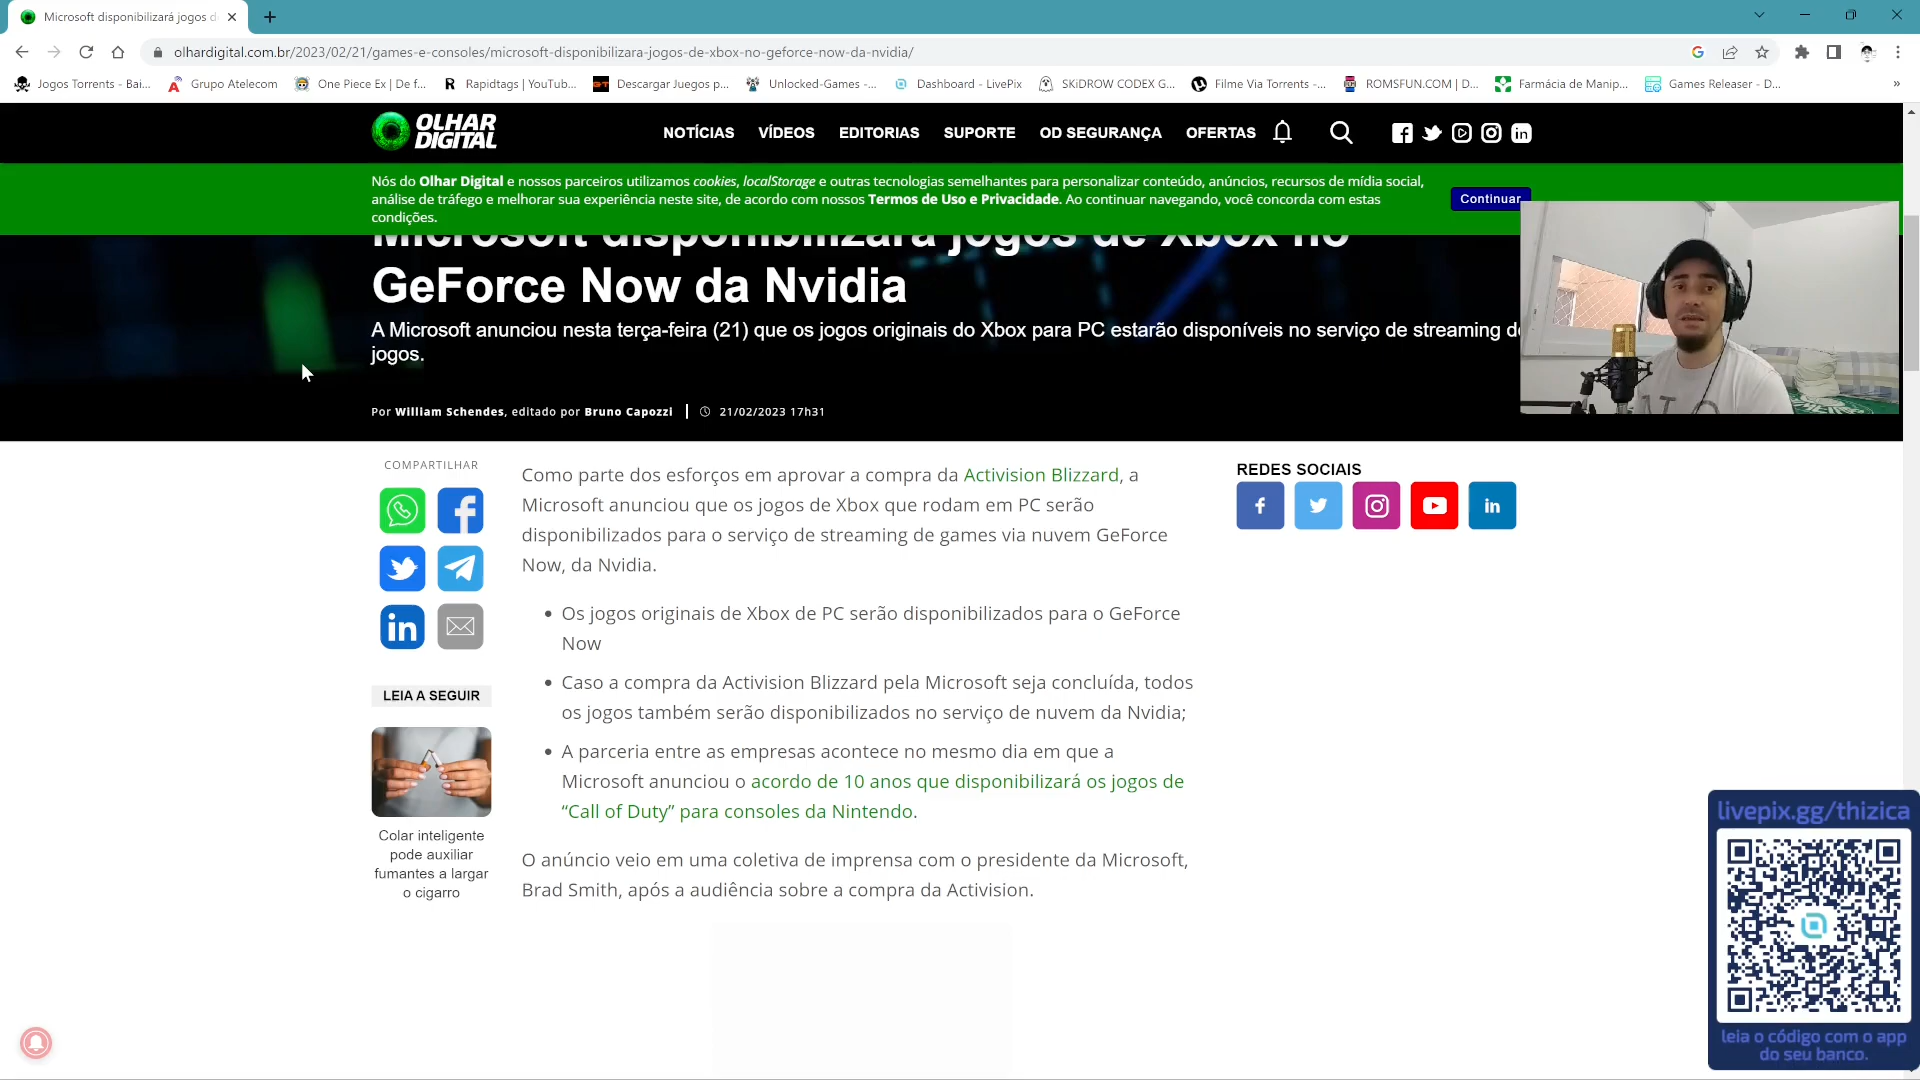 Microsoft disponibilizará jogos d
olhardigital.com.br/2023/02/21/games-e-consoles/microsoft-disponibilizara-jogos-de-xbox-no-geforce-now-da-nvidia/
Jogos Torrents - Bai...
Grupo Atelecom
One Piece Ex | De f...
Rapidtags | YouTub...
Descargar Juegos p...
Unlocked-Games -...
Dashboard - LivePix
SKiDROW CODEX G...
Filme Via Torrents -...
ROMSFUN.COM | D...
Farmácia de Manip...
Games Releaser - D...
»
OLHAR
DIGITAL
NOTÍCIAS
VÍDEOS
EDITORIAS
SUPORTE
OD SEGURANÇA
OFERTAS
Nós do Olhar Digital e nossos parceiros utilizamos cookies, localStorage e outras tecnologias semelhantes para personalizar conteúdo, anúncios, recursos de mídia social,
análise de tráfego e melhorar sua experiência neste site, de acordo com nossos Termos de Uso e Privacidade. Ao continuar navegando, você concorda com estas
condições.
Continuar
Microsoft disponibilizará jogos de Xbox no
GeForce Now da Nvidia
A Microsoft anunciou nesta terça-feira (21) que os jogos originais do Xbox para PC estarão disponíveis no serviço de streaming de
jogos.
Por William Schendes, editado por Bruno Capozzi
21/02/2023 17h31
COMPARTILHAR
LEIA A SEGUIR
Colar inteligente
pode auxiliar
fumantes a largar
o cigarro
Como parte dos esforços em aprovar a compra da Activision Blizzard, a
Microsoft anunciou que os jogos de Xbox que rodam em PC serão
disponibilizados para o serviço de streaming de games via nuvem GeForce
Now, da Nvidia.
• Os jogos originais de Xbox de PC serão disponibilizados para o GeForce
Now
• Caso a compra da Activision Blizzard pela Microsoft seja concluída, todos
os jogos também serão disponibilizados no serviço de nuvem da Nvidia;
• A parceria entre as empresas acontece no mesmo dia em que a
Microsoft anunciou o acordo de 10 anos que disponibilizará os jogos de
“Call of Duty” para consoles da Nintendo.
O anúncio veio em uma coletiva de imprensa com o presidente da Microsoft,
Brad Smith, após a audiência sobre a compra da Activision.
REDES SOCIAIS
livepix.gg/thizica
leia o código com o app
do seu banco.